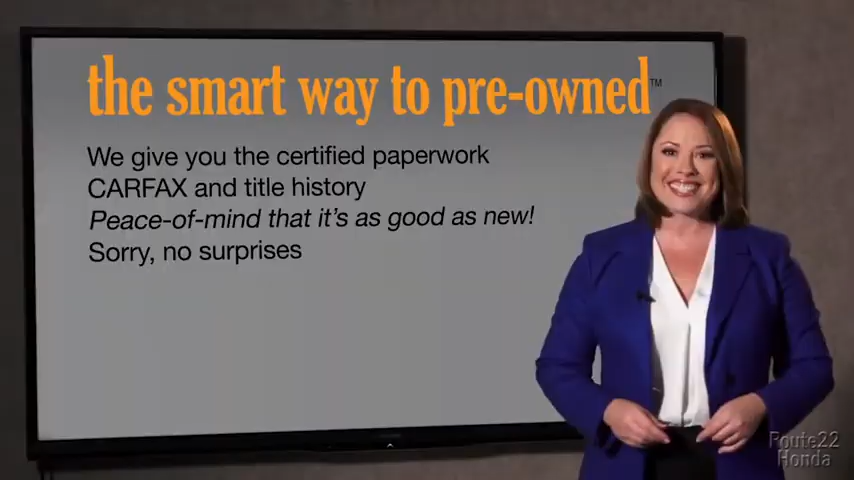 the smart way to pre-owned™
We give you the certified paperwork
CARFAX and title history
Peace-of-mind that it's as good as new!
Sorry, no surprises
Route22
Honda